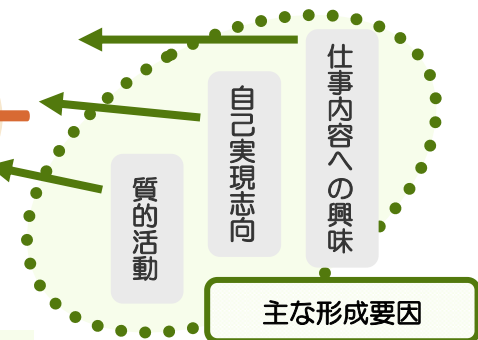 仕事内容への興味
自己実現志向
質的活動
主な形成要因